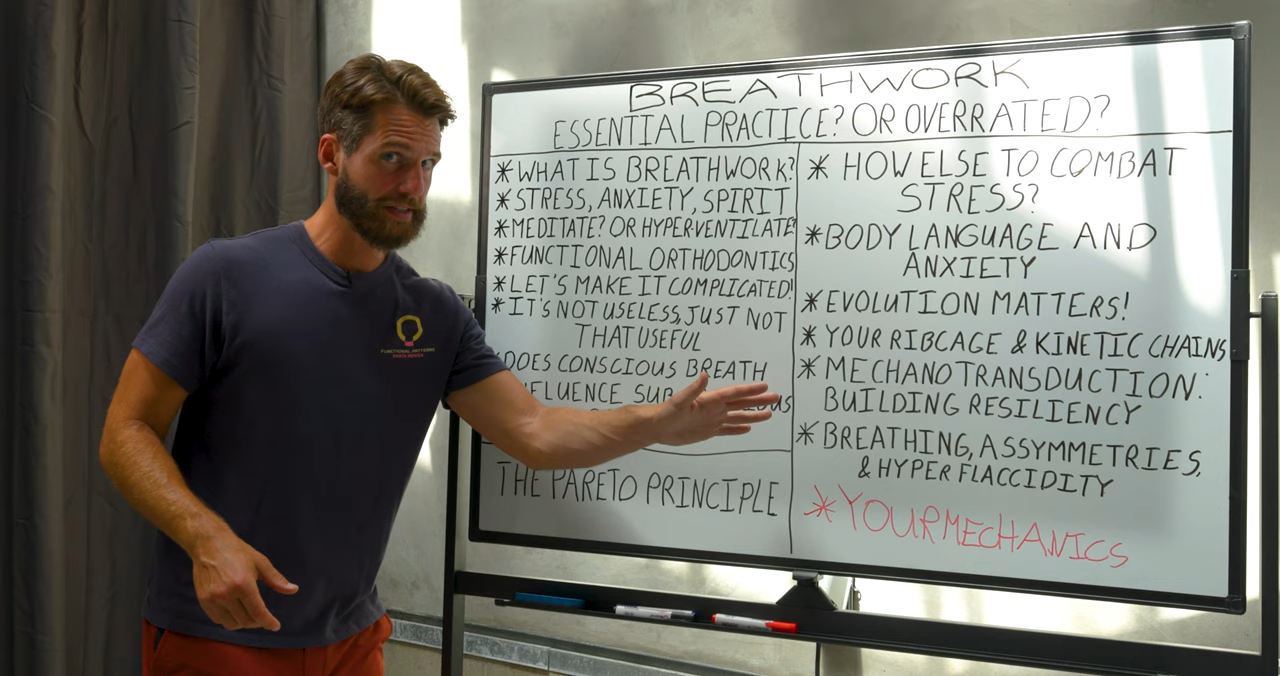 BREATHWORK
ESSENTIAL PRACTICE? OR OVERRATED?
* WHAT IS BREATHWORK?
* STRESS, ANXIETY, SPIRIT
* MEDITATE? OR HYPERVENTILATE?
* FUNCTIONAL ORTHODONTICS
* LET'S MAKE IT COMPLICATED!
* IT'S NOT USELESS, JUST NOT
THAT USEFUL
DOES CONSCIOUS BREATH
THE PARETO PRINCIPLE
* HOW ELSE TO COMBAT
STRESS?
* BODY LANGUAGE AND
ANXIETY
* EVOLUTION MATTERS!
* YOUR RIBCAGE & KINETIC CHAINS
* MECHANOTRANSDUCTION:
BUILDING RESILIENCY
* BREATHING, ASSYMMETRIES,
& HYPER FLACCIDITY
* YOUR MECHANICS
FUNCTIONAL PATTERNS